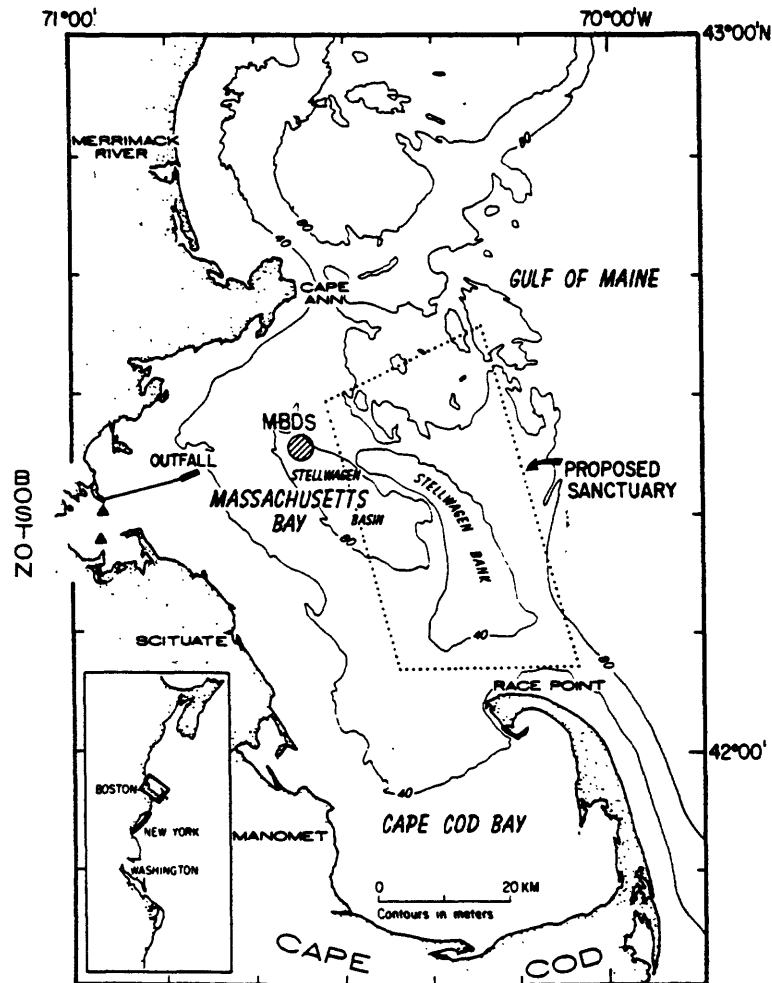 71°00'
70°00'W
43°00'N
80
MERRIMACK
RIVER
80
40
GULF OF MAINE
CAPE
ANN
MBDS
OUTFALL
STELLWAGEN
BASIN
STELLWAGEN
BANK
PROPOSED
SANCTUARY
MASSACHUSETTS
BAY
BOSTON
80
40
SCITUATE
80
RACE POINT
42°00'
BOSTON
NEW YORK
WASHINGTON
40
MANOMET
CAPE COD BAY
0 20 KM
Contours in meters
CAPE COD